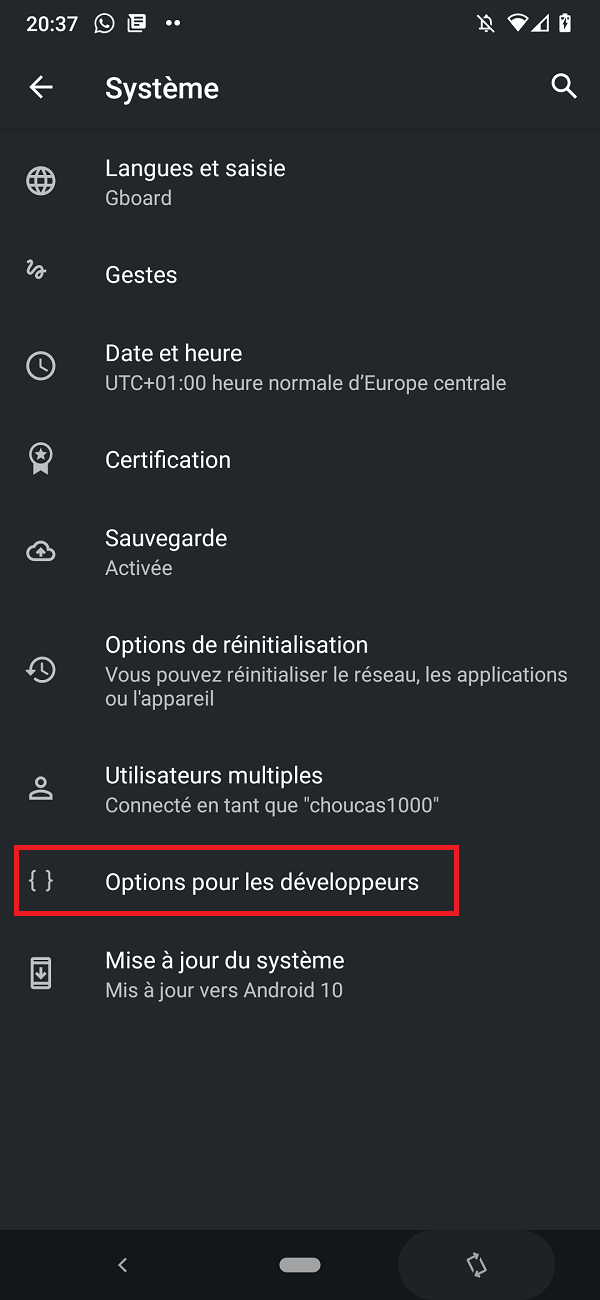 20:37
Système
Langues et saisie
Gboard
Gestes
Date et heure
UTC+01:00 heure normale d’Europe centrale
Certification
Sauvegarde
Activée
Options de réinitialisation
Vous pouvez réinitialiser le réseau, les applications
ou l'appareil
Utilisateurs multiples
Connecté en tant que "choucas1000"
{ } Options pour les développeurs
Mise à jour du système
Mis à jour vers Android 10